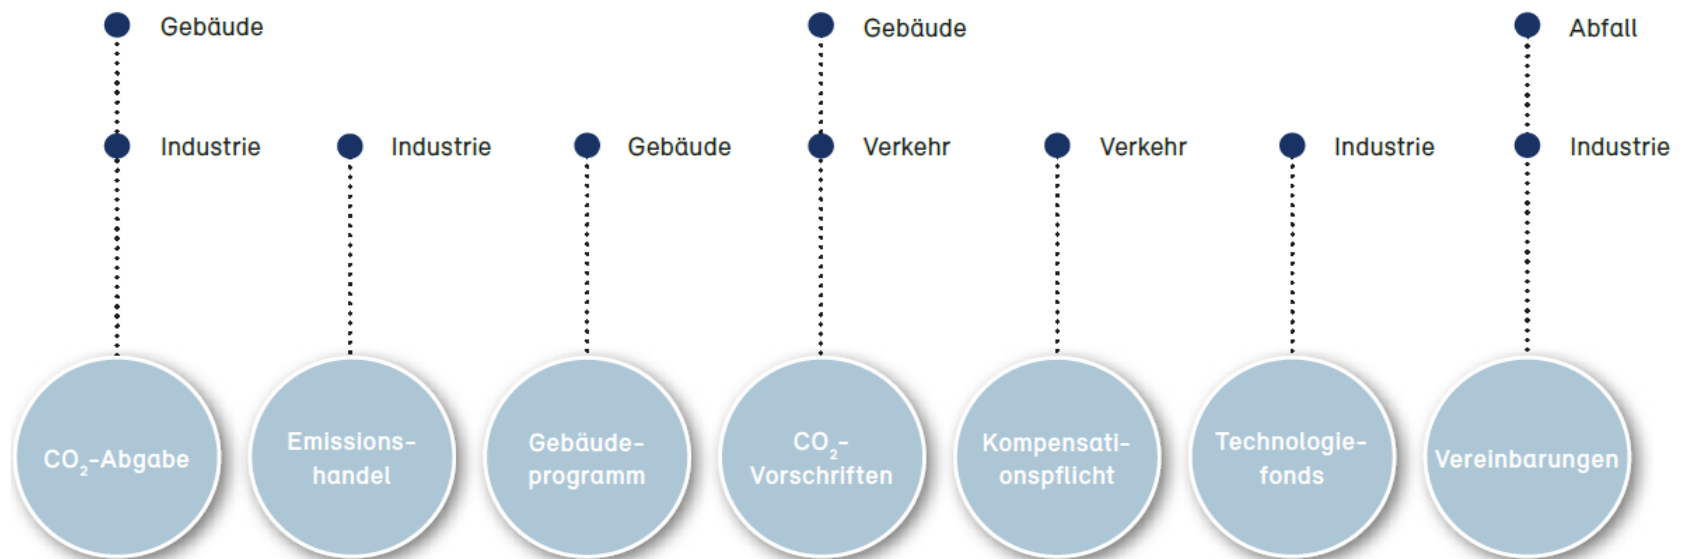 Gebäude
Gebäude
Abfall
Industrie
Industrie
Gebäude
Verkehr
Verkehr
Industrie
Industrie
CO₂-Abgabe
Emissions-
handel
Gebäude-
programm
CO₂-
Vorschriften
Kompensati-
onspflicht
Technologie-
fonds
Vereinbarungen